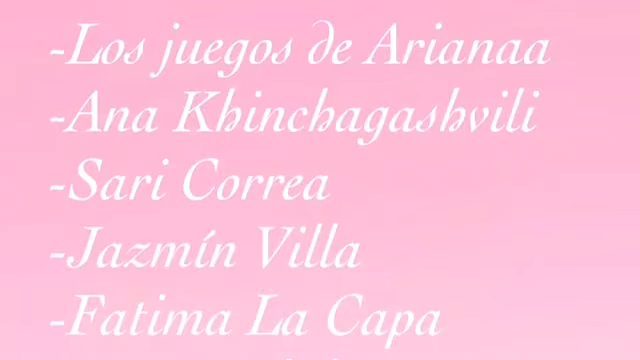 -Los juegos de Arianaa
-Ana Khinchagashvili
-Sari Correa
-Jazmín Villa
-Fatima La Capa